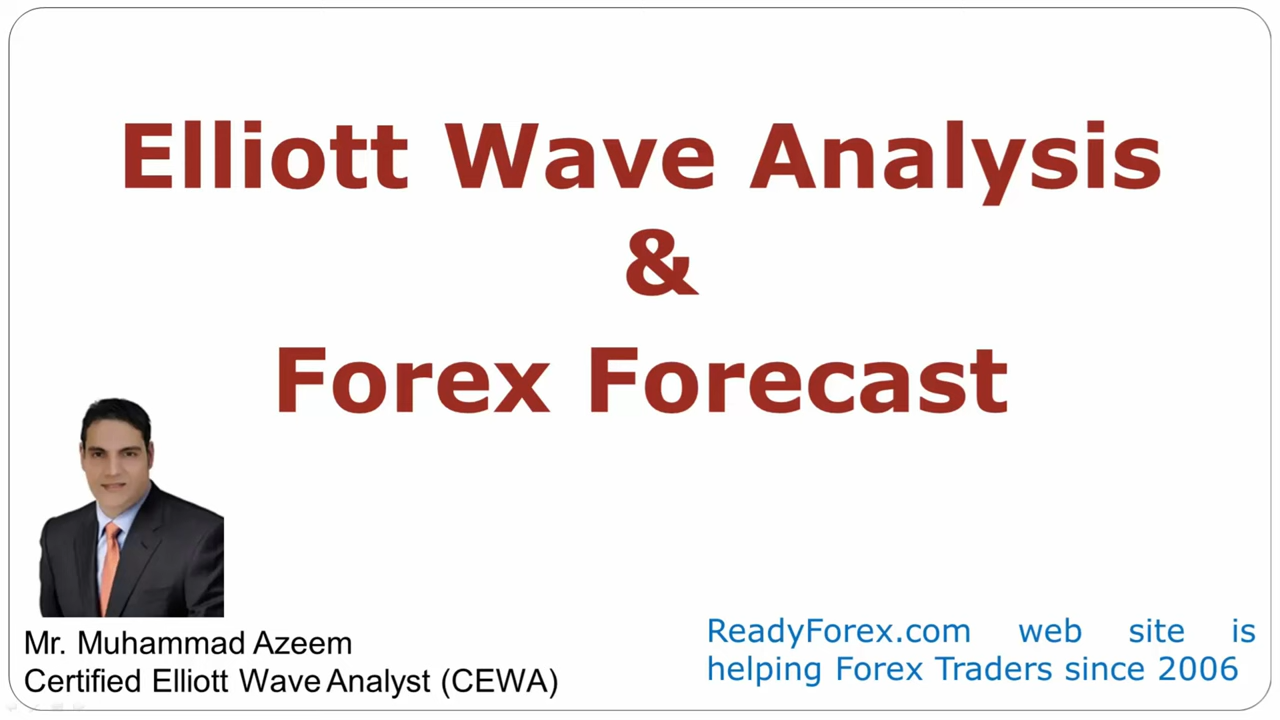 Elliott Wave Analysis
&
Forex Forecast
Mr. Muhammad Azeem
Certified Elliott Wave Analyst (CEWA)
ReadyForex.com web site is
helping Forex Traders since 2006